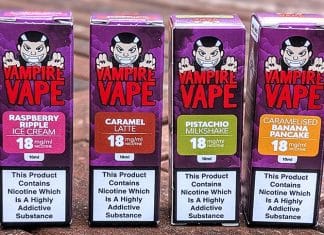 VAMPIRE
VAPE
RASPBERRY
RIPPLE
ICE CREAM
18 mg/ml
NICOTINE
10ml
This Product
Contains
Nicotine Which
Is A Highly
Addictive
Substance
VAMPIRE
VAPE
CARAMEL
LATTE
18 mg/ml
NICOTINE
10ml
This Product
Contains
Nicotine Which
Is A Highly
Addictive
Substance
VAMPIRE
VAPE
PISTACHIO
MILKSHAKE
18 mg/ml
NICOTINE
10ml
This Product
Contains
Nicotine Which
Is A Highly
Addictive
Substance
VAMPIRE
VAPE
CARAMELISED
BANANA
PANCAKE
18 mg/ml
NICOTINE
10ml
This Product
Contains
Nicotine Which
Is A Highly
Addictive
Substance